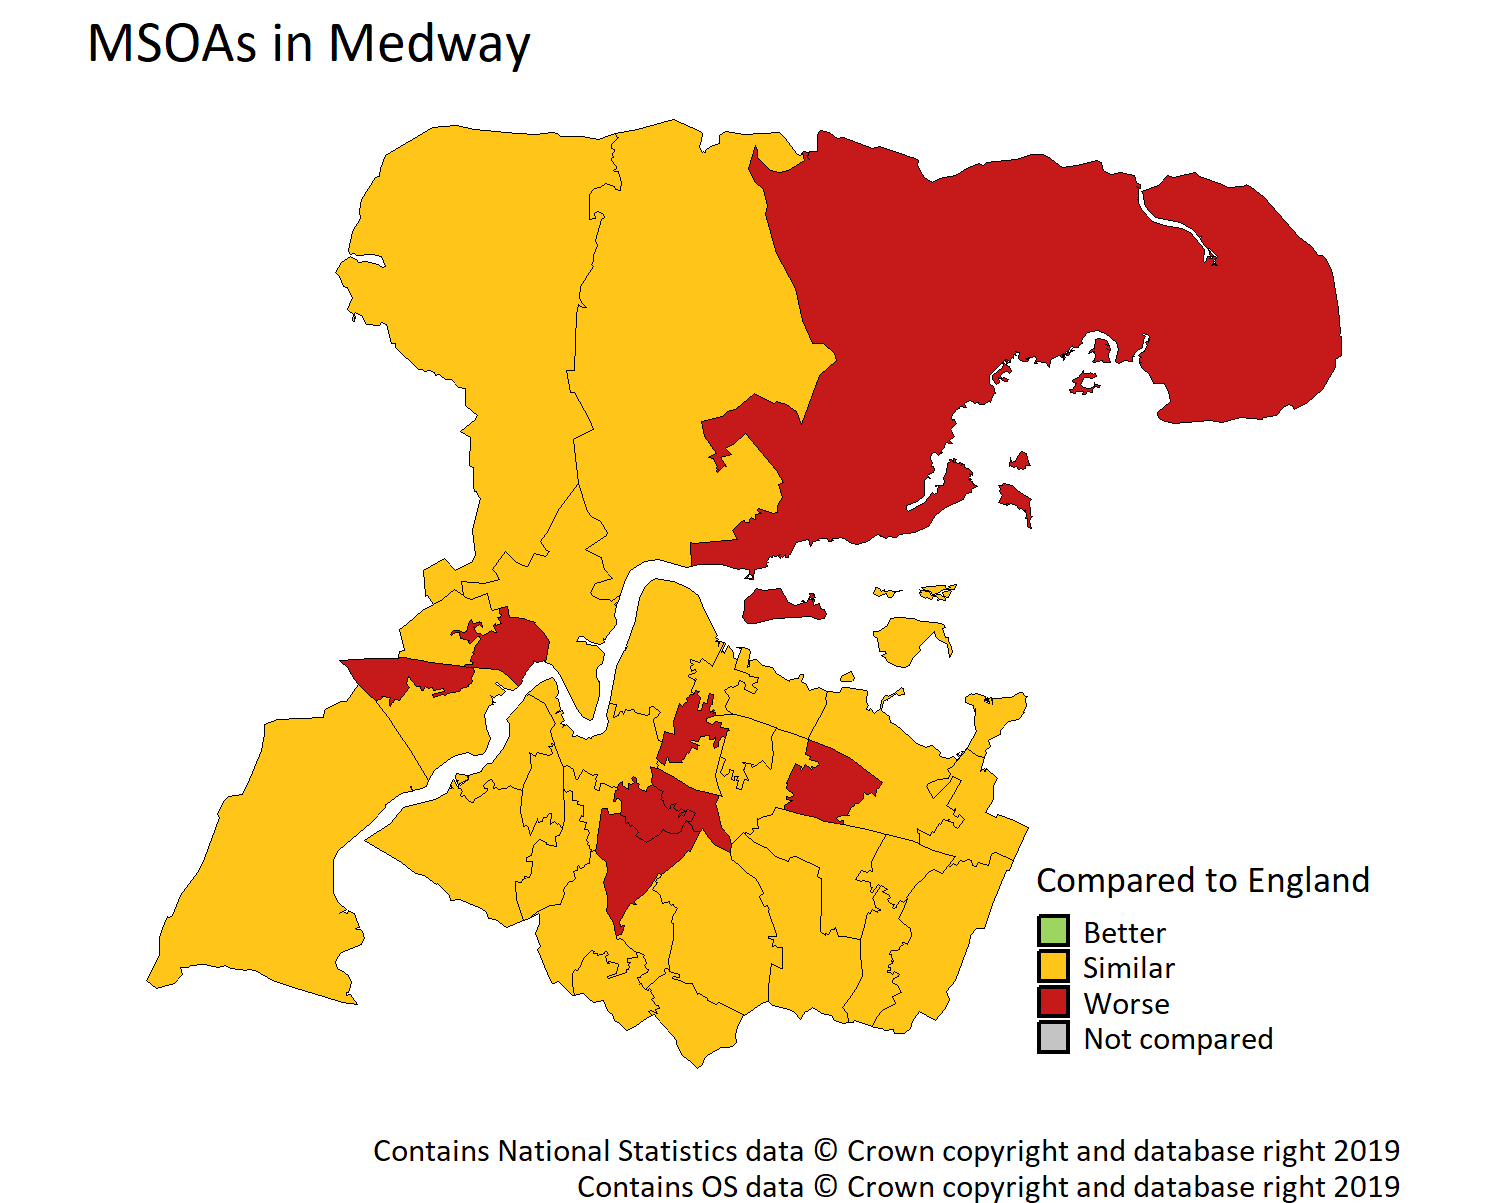 MSOAs in Medway
Compared to England
Better
Similar
Worse
Not compared
Contains National Statistics data © Crown copyright and database right 2019
Contains OS data © Crown copyright and database right 2019